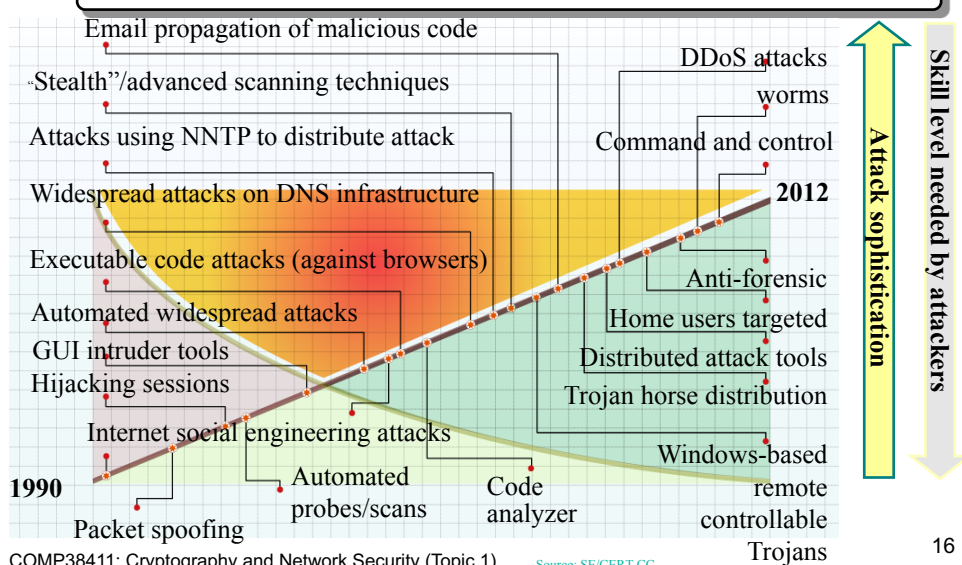 Email propagation of malicious code
DDoS attacks
“Stealth”/advanced scanning techniques
worms
Attacks using NNTP to distribute attack
Command and control
Widespread attacks on DNS infrastructure
2012
Executable code attacks (against browsers)
Anti-forensic
Automated widespread attacks
Home users targeted
GUI intruder tools
Distributed attack tools
Hijacking sessions
Trojan horse distribution
Internet social engineering attacks
Windows-based
remote
controllable
Trojans
1990
Automated
probes/scans
Code
analyzer
Packet spoofing
Attack sophistication
Skill level needed by attackers
COMP38411: Cryptography and Network Security (Topic 1)
Source: SE/CERT CC
16